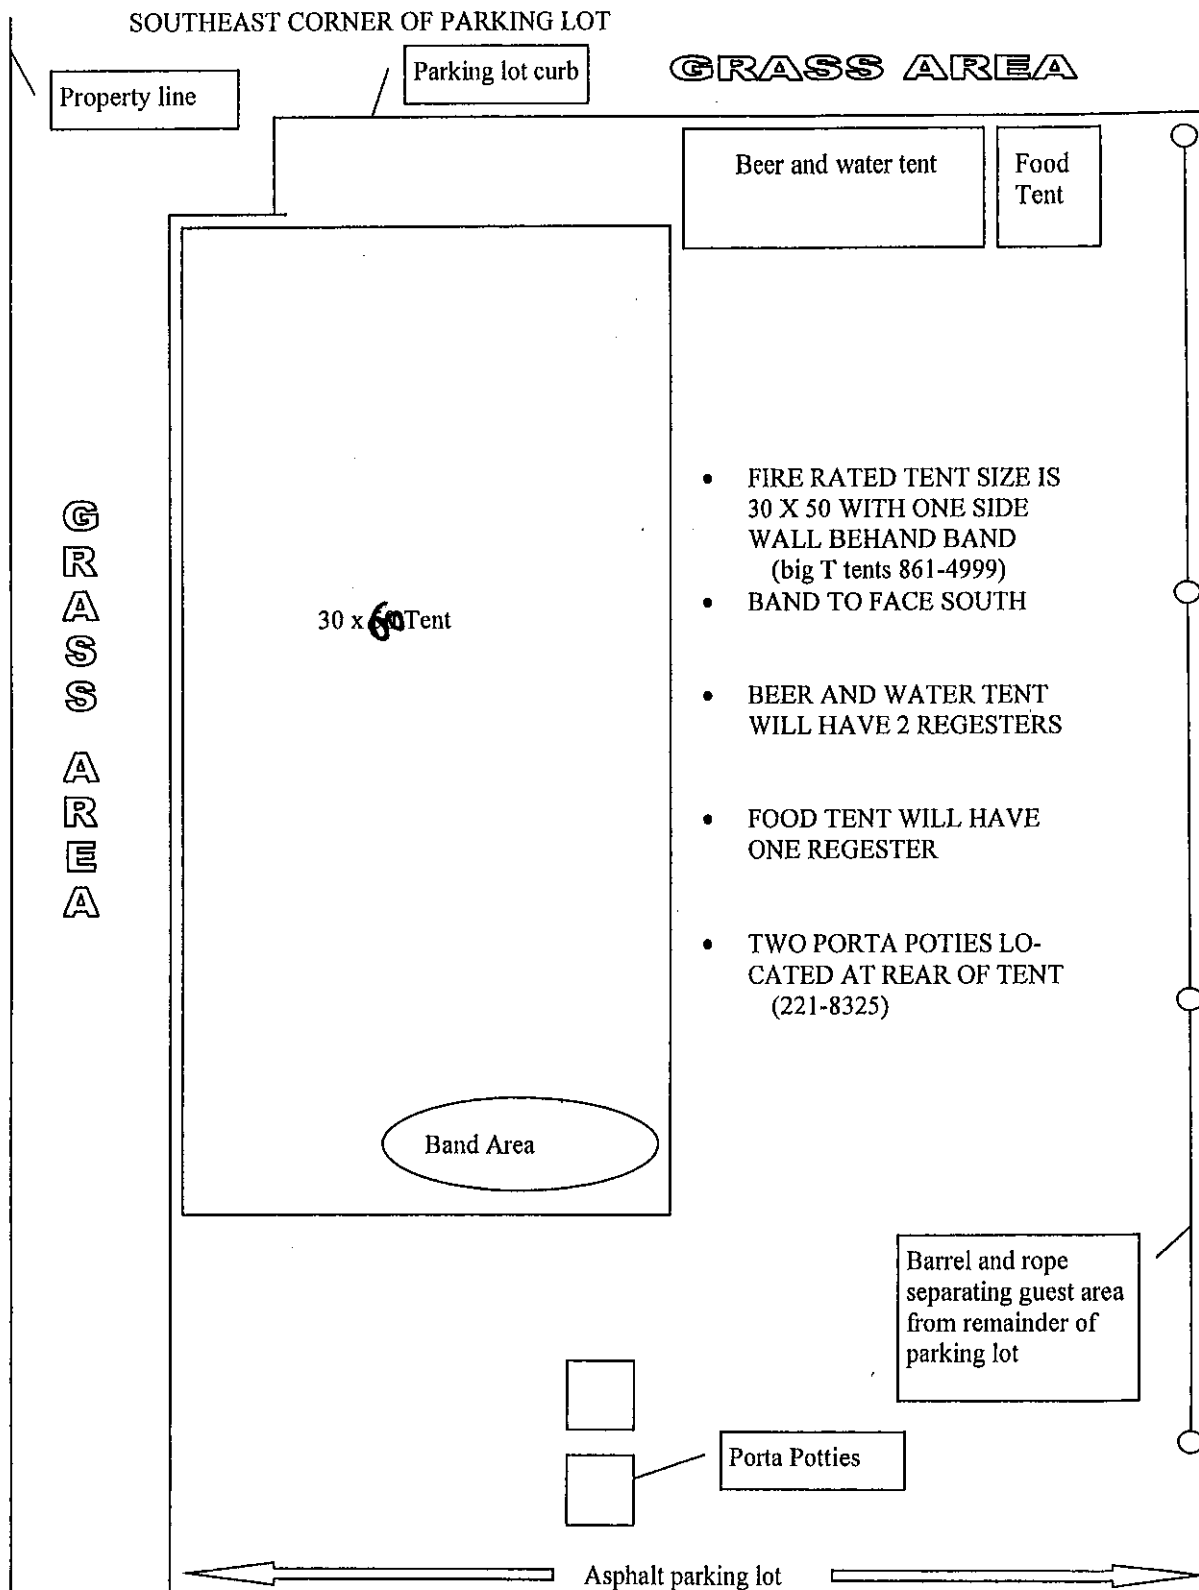 SOUTHEAST CORNER OF PARKING LOT
Property line
Parking lot curb
GRASS AREA
Beer and water tent
Food
Tent
GRASS AREA
30 x 60 Tent
• FIRE RATED TENT SIZE IS
30 X 50 WITH ONE SIDE
WALL BEHAND BAND
(big T tents 861-4999)
• BAND TO FACE SOUTH
• BEER AND WATER TENT
WILL HAVE 2 REGESTERS
• FOOD TENT WILL HAVE
ONE REGESTER
• TWO PORTA POTIES LO-
CATED AT REAR OF TENT
(221-8325)
Band Area
Barrel and rope
separating guest area
from remainder of
parking lot
Porta Potties
Asphalt parking lot